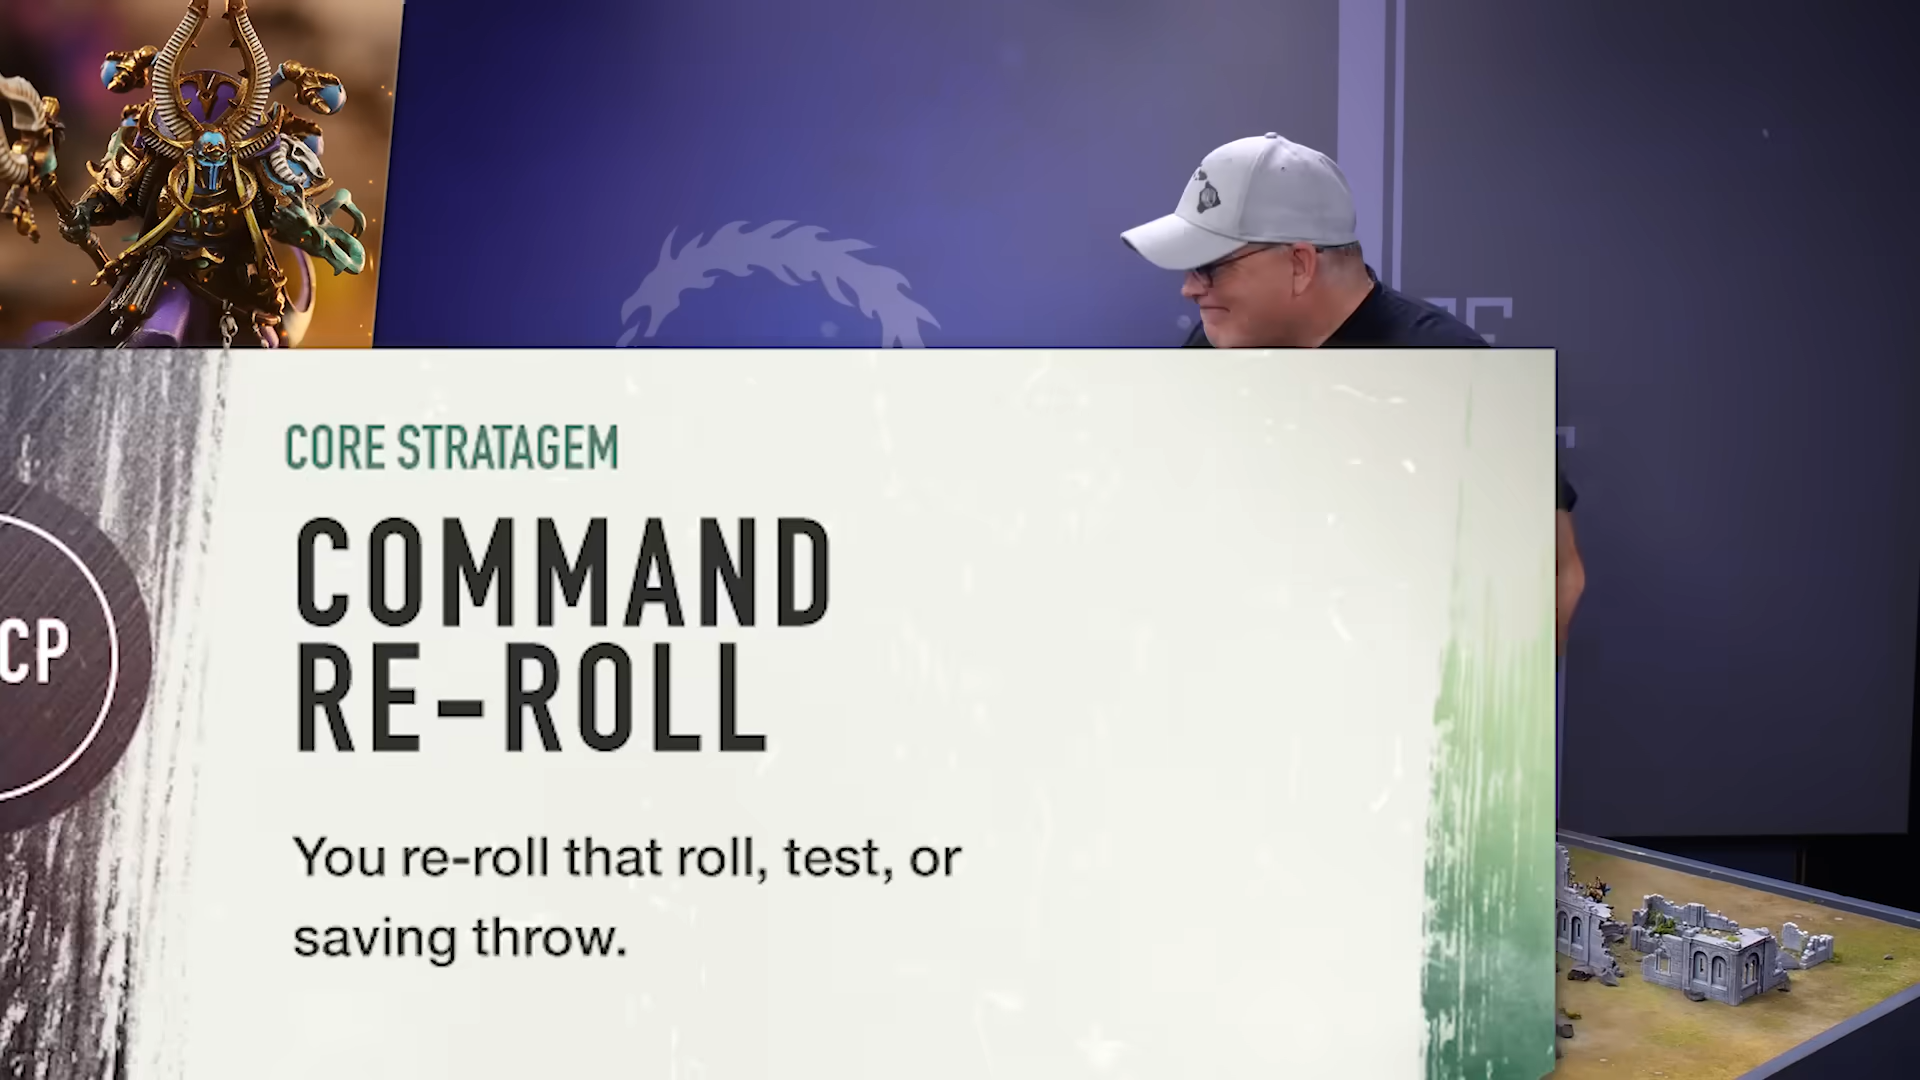 CORE STRATAGEM
COMMAND
RE-ROLL
CP
You re-roll that roll, test, or
saving throw.